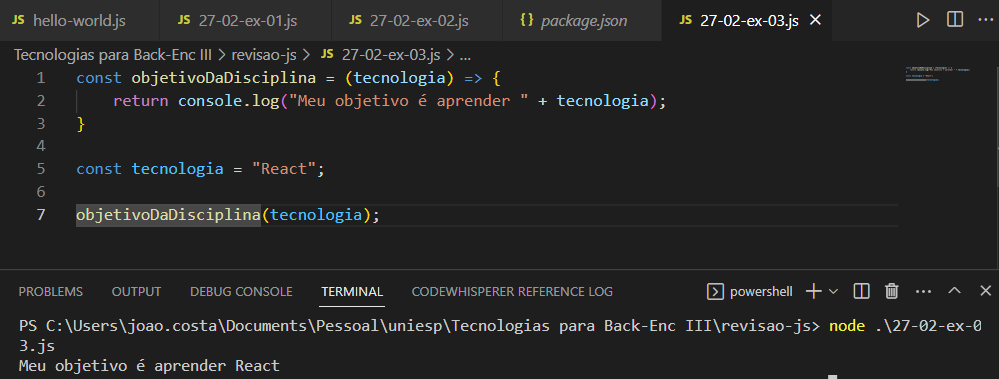 JS hello-world.js JS 27-02-ex-01.js JS 27-02-ex-02.js {} package.json JS 27-02-ex-03.js
Tecnologias para Back-Enc III > revisao-js > JS 27-02-ex-03.js > ...
1 const objetivoDaDisciplina = (tecnologia) => {
2 return console.log("Meu objetivo é aprender " + tecnologia);
3 }
4
5 const tecnologia = "React";
6
7 objetivoDaDisciplina(tecnologia);
PROBLEMS OUTPUT DEBUG CONSOLE TERMINAL CODEWHISPERER REFERENCE LOG powershell
PS C:\Users\joao.costa\Documents\Pessoal\uniesp\Tecnologias para Back-Enc III\revisao-js> node .\27-02-ex-0
3.js
Meu objetivo é aprender React